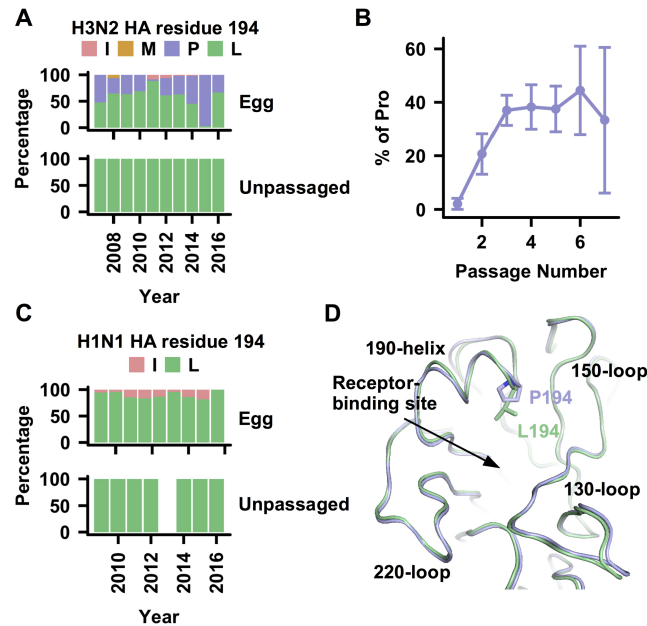 A
H3N2 HA residue 194
I M P L
Percentage
100
50
0
Egg
100
50
0
Unpassaged
2008
2010
2012
2014
2016
Year
B
% of Pro
60
40
20
0
2 4 6
Passage Number
C
H1N1 HA residue 194
I L
Percentage
100
50
0
Egg
100
50
0
Unpassaged
2010
2012
2014
2016
Year
D
190-helix
150-loop
Receptor-
binding site
P194
L194
130-loop
220-loop